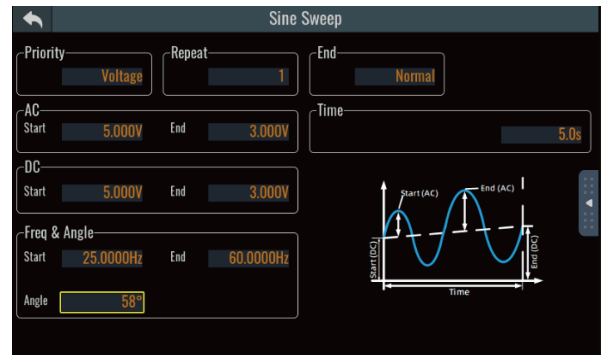 Sine Sweep
Priority
Voltage
Repeat
1
End
Normal
AC
Start 5.000V End 3.000V
Time
5.0s
DC
Start 5.000V End 3.000V
Freq & Angle
Start 25.0000Hz End 60.0000Hz
Angle 58°
Start (AC)
End (AC)
Start (DC)
End (DC)
Time